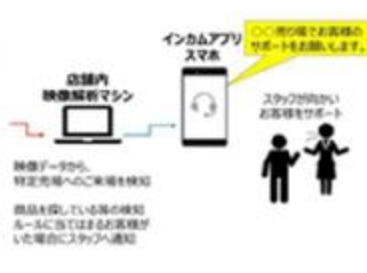 インカムアプリ
スマホ
○○売り場でお客様の
サポートをお願いします。
店舗内
映像解析マシン
スタッフが向かい
お客様をサポート
映像データから、
特定売場へのご来場を検知
商品を探している等の検知
ルールに当てはまるお客様が
いた場合にスタッフへ通知